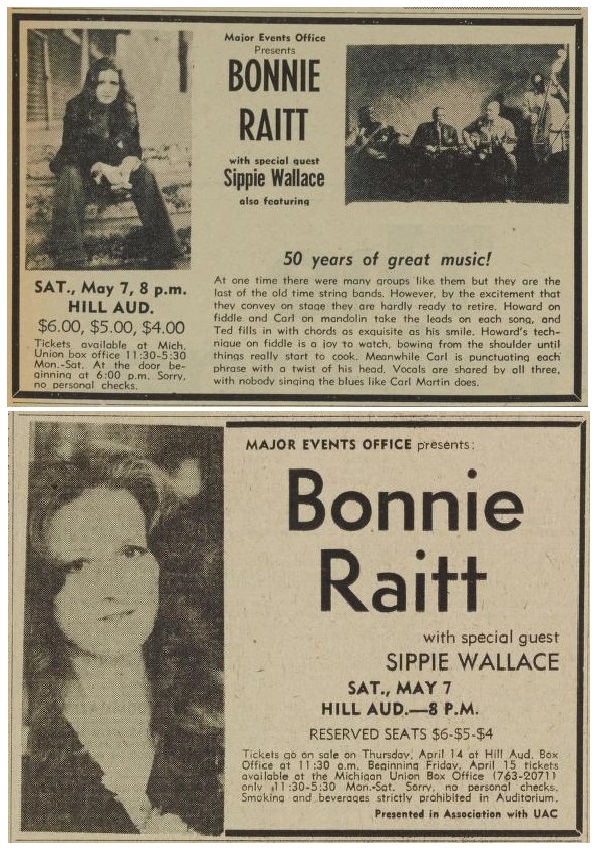 Major Events Office
Presents
BONNIE
RAITT
with special guest
Sippie Wallace
also featuring
50 years of great music!
At one time there were many groups like them but they are the
last of the old time string bands. However, by the excitement that
they convey on stage they are hardly ready to retire. Howard on
fiddle and Carl on mandolin take the leads on each song, and
Ted fills in with chords as exquisite as his smile. Howard's tech-
nique on fiddle is a joy to watch, bowing from the shoulder until
things really start to cook. Meanwhile Carl is punctuating each
phrase with a twist of his head. Vocals are shared by all three,
with nobody singing the blues like Carl Martin does.
SAT., May 7, 8 p.m.
HILL AUD.
$6.00, $5.00, $4.00
Tickets available at Mich.
Union box office 11:30-5:30
Mon.-Sat. At the door be-
ginning at 6:00 p.m. Sorry,
no personal checks.
MAJOR EVENTS OFFICE presents:
Bonnie
Raitt
with special guest
SIPPIE WALLACE
SAT., MAY 7
HILL AUD.—8 P.M.
RESERVED SEATS $6-$5-$4
Tickets go on sale on Thursday, April 14 at Hill Aud. Box
Office at 11:30 a.m. Beginning Friday, April 15 tickets
available at the Michigan Union Box Office (763-2071)
only 11:30-5:30 Mon.-Sat. Sorry, no personal checks.
Smoking and beverages strictly prohibited in Auditorium.
Presented in Association with UAC